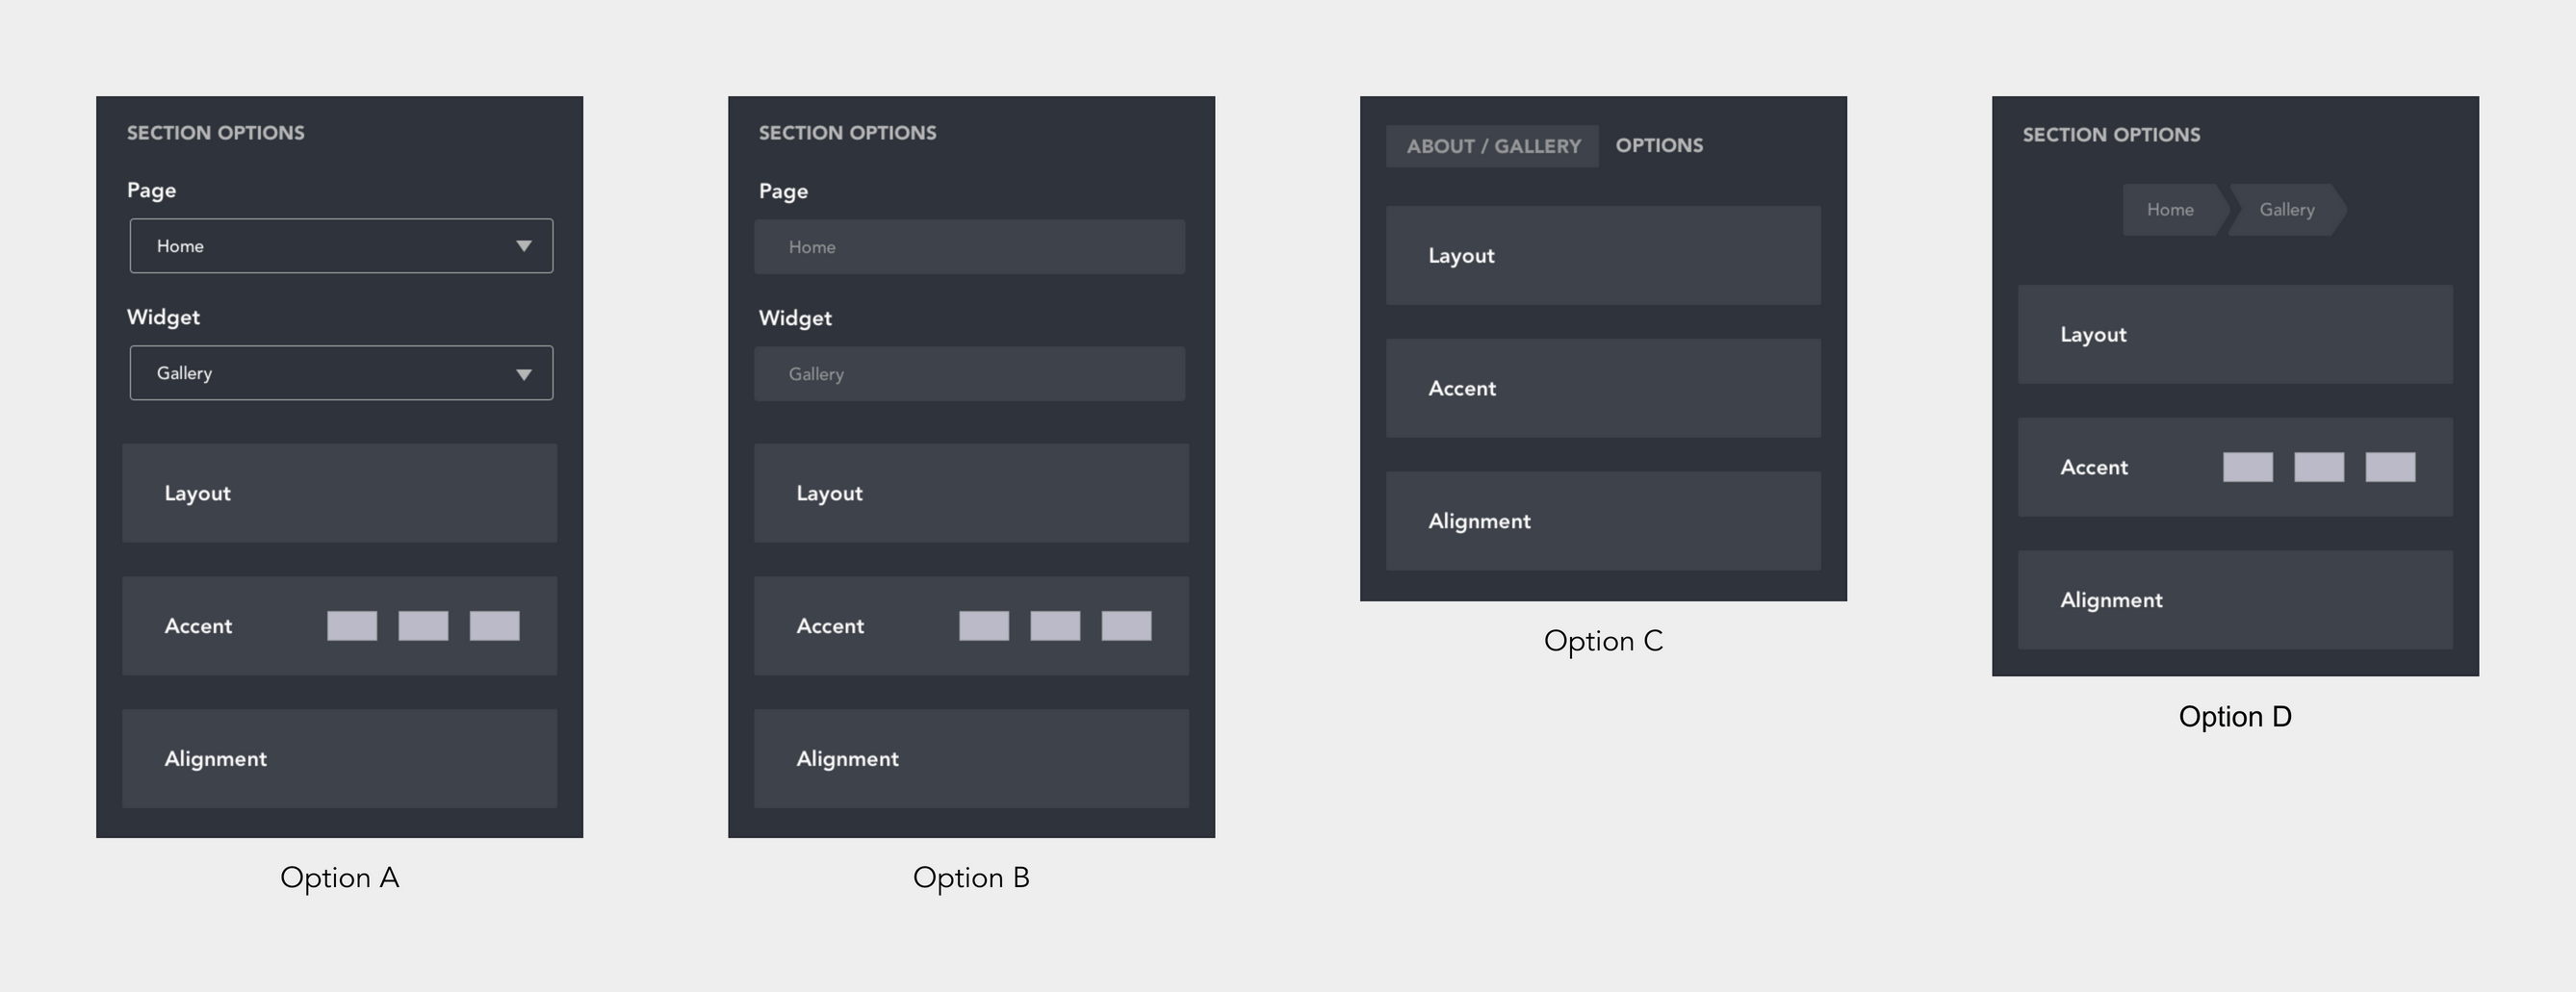 SECTION OPTIONS
Page
Home
Widget
Gallery
Layout
Accent
Alignment
Option A
SECTION OPTIONS
Page
Home
Widget
Gallery
Layout
Accent
Alignment
Option B
ABOUT / GALLERY OPTIONS
Layout
Accent
Alignment
Option C
SECTION OPTIONS
Home Gallery
Layout
Accent
Alignment
Option D